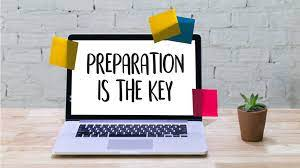 PREPARATION
IS THE KEY